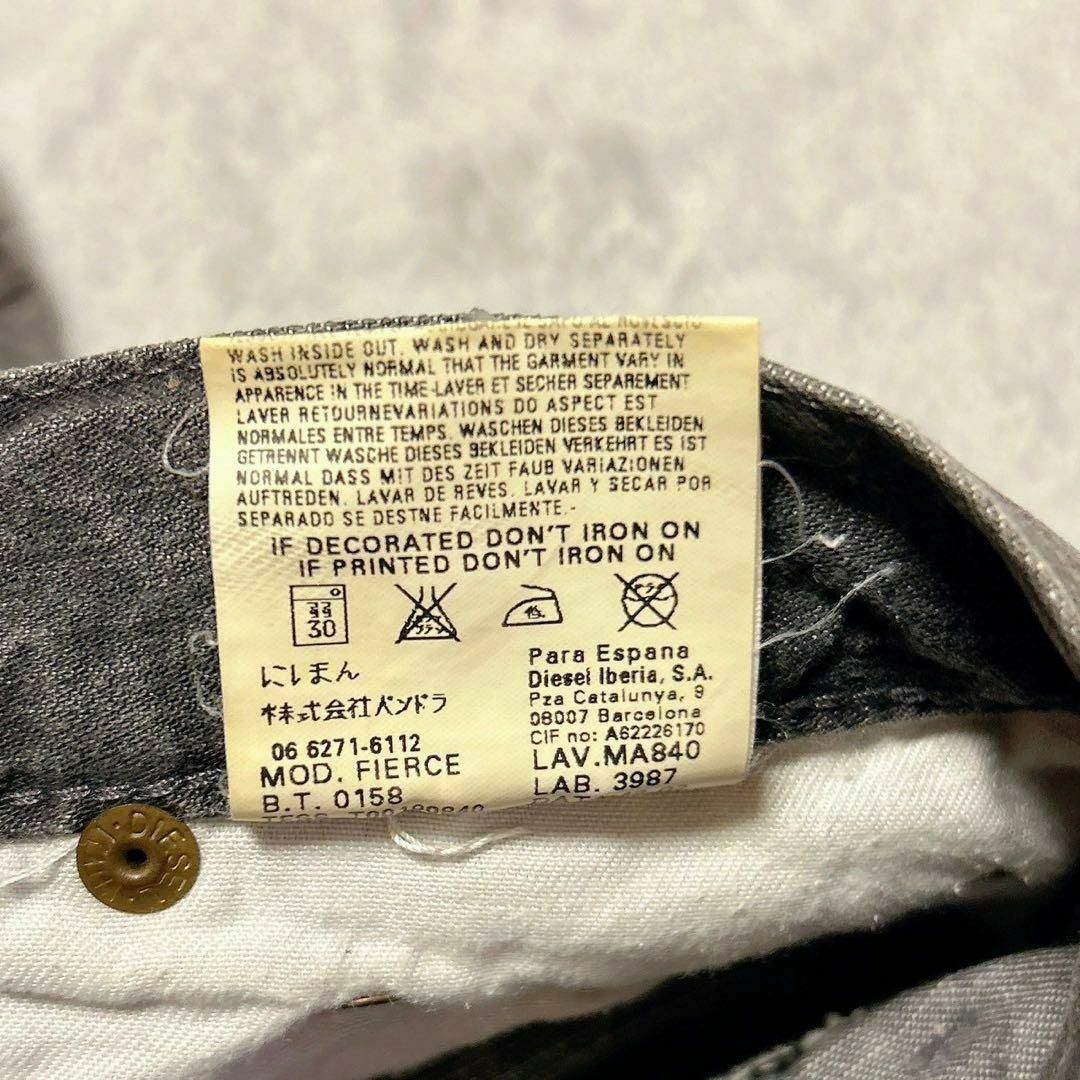 WASH INSIDE OUT. WASH AND DRY SEPARATELY
IS ABSOLUTELY NORMAL THAT THE GARMENT VARY IN
APPARENCE IN THE TIME-LAVER ET SECHER SEPAREMENT
LAVER RETOURNEVARIATIONS DO ASPECT EST
NORMALES ENTRE TEMPS. WASCHEN DIESES BEKLEIDEN
GETRENNT WASCHE DIESES BEKLEIDEN VERKEHRT ES IST
NORMAL DASS MIT DES ZEIT FAUB VARIAZIONEN
AUFTREDEN. LAVAR DE REVES. LAVAR Y SECAR POR
SEPARADO SE DESTNE FACILMENTE.-
IF DECORATED DON'T IRON ON
IF PRINTED DON'T IRON ON
30
低
にしまん
株式会社パンドラ
06 6271-6112
MOD. FIERCE
B.T. 0158
Para Espana
Diesel Iberia, S.A.
Pza Catalunya, 9
08007 Barcelona
CIF no: A62226170
LAV.MA840
LAB. 3987
DIESEL